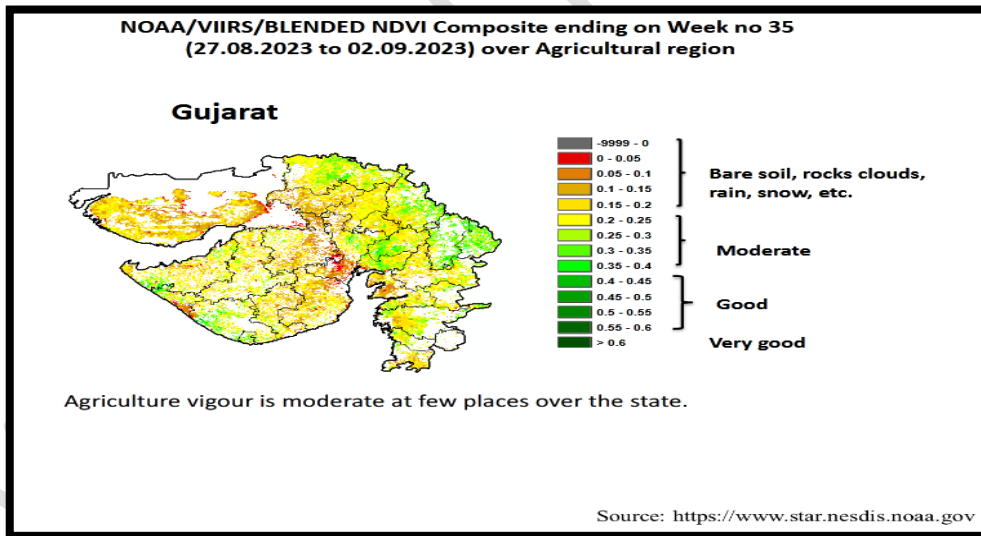 NOAA/VIIRS/BLENDED NDVI Composite ending on Week no 35
(27.08.2023 to 02.09.2023) over Agricultural region
Gujarat
-9999 - 0
0 - 0.05
0.05 - 0.1
0.1 - 0.15
0.15 - 0.2
0.2 - 0.25
0.25 - 0.3
0.3 - 0.35
0.35 - 0.4
0.4 - 0.45
0.45 - 0.5
0.5 - 0.55
0.55 - 0.6
> 0.6
Bare soil, rocks clouds,
rain, snow, etc.
Moderate
Good
Very good
Agriculture vigour is moderate at few places over the state.
Source: https://www.star.nesdis.noaa.gov